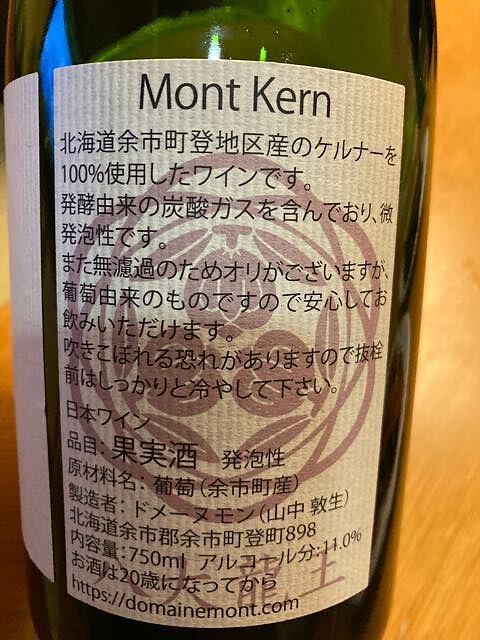 Mont Kern
北海道余市町登地区産のケルナーを
100%使用したワインです。
発酵由来の炭酸ガスを含んでおり、微
発泡性です。
また無濾過のためオリがございますが、
葡萄由来のものですので安心してお
飲みいただけます。
吹きこぼれる恐れがありますので抜栓
前はしっかりと冷やして下さい。
日本ワイン
品目: 果実酒 発泡性
原材料名: 葡萄 (余市町産)
製造者: ドメーヌ モン (山中 敦生)
北海道余市郡余市町登町898
内容量:750ml アルコール分:11.0%
お酒は20歳になってから
https://domainemont.com